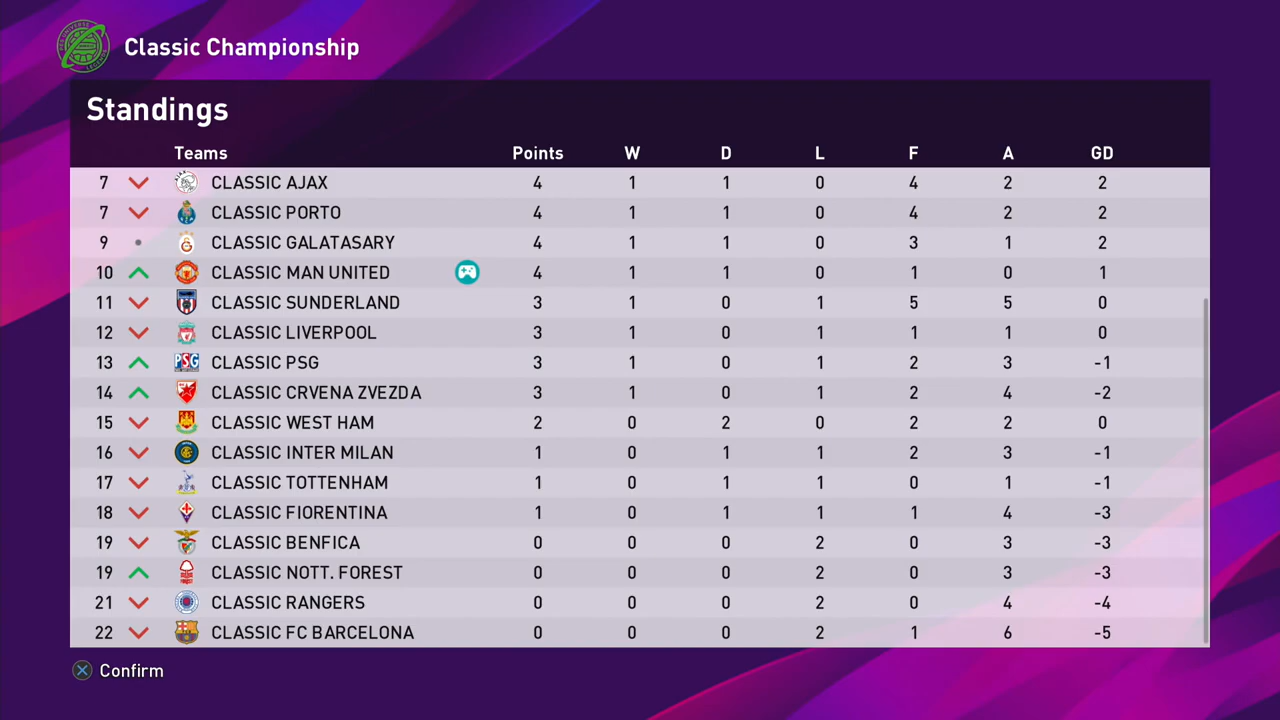 Classic Championship
Standings
Teams Points W D L F A GD
7 CLASSIC AJAX 4 1 1 0 4 2 2
7 CLASSIC PORTO 4 1 1 0 4 2 2
9 CLASSIC GALATASARY 4 1 1 0 3 1 2
10 CLASSIC MAN UNITED 4 1 1 0 1 0 1
11 CLASSIC SUNDERLAND 3 1 0 1 5 5 0
12 CLASSIC LIVERPOOL 3 1 0 1 1 1 0
13 PSG CLASSIC PSG 3 1 0 1 2 3 -1
14 CLASSIC CRVENA ZVEZDA 3 1 0 1 2 4 -2
15 CLASSIC WEST HAM 2 0 2 0 2 2 0
16 CLASSIC INTER MILAN 1 0 1 1 2 3 -1
17 CLASSIC TOTTENHAM 1 0 1 1 0 1 -1
18 CLASSIC FIORENTINA 1 0 1 1 1 4 -3
19 CLASSIC BENFICA 0 0 0 2 0 3 -3
19 CLASSIC NOTT. FOREST 0 0 0 2 0 3 -3
21 CLASSIC RANGERS 0 0 0 2 0 4 -4
22 CLASSIC FC BARCELONA 0 0 0 2 1 6 -5
Confirm